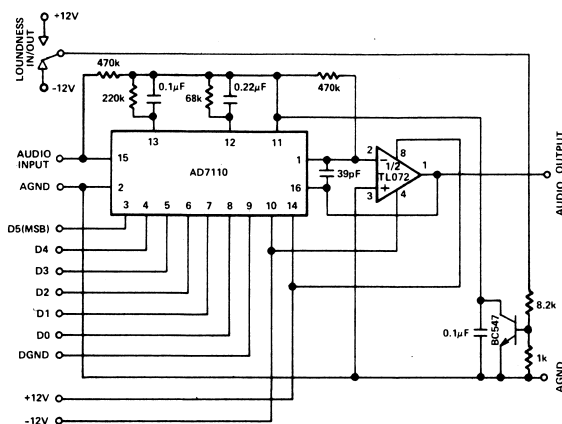 +12V
LOUNDNESS
IN/OUT
-12V
470k
0.1µF
0.22µF
470k
220k
68k
13
12
11
AUDIO
INPUT
15
AD7110
1
2
8
1
1/2
TL072
39pF
AGND
2
16
3
4
AUDIO OUTPUT
3
4
5
6
7
8
9
10
14
D5(MSB)
D4
D3
D2
D1
D0
DGND
8.2k
BC547
0.1µF
1k
AGND
+12V
-12V